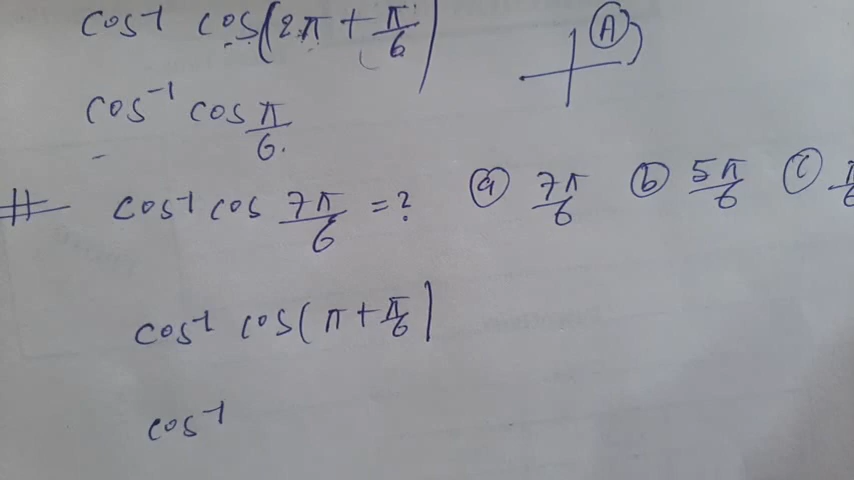 cos⁻¹ cos(2π + π/6) Ⓐ
cos⁻¹ cos π/6.
# cos⁻¹ cos 7π/6 = ? ⓐ 7π/6 ⓑ 5π/6 ⓒ
cos⁻¹ cos(π + π/6)
cos⁻¹